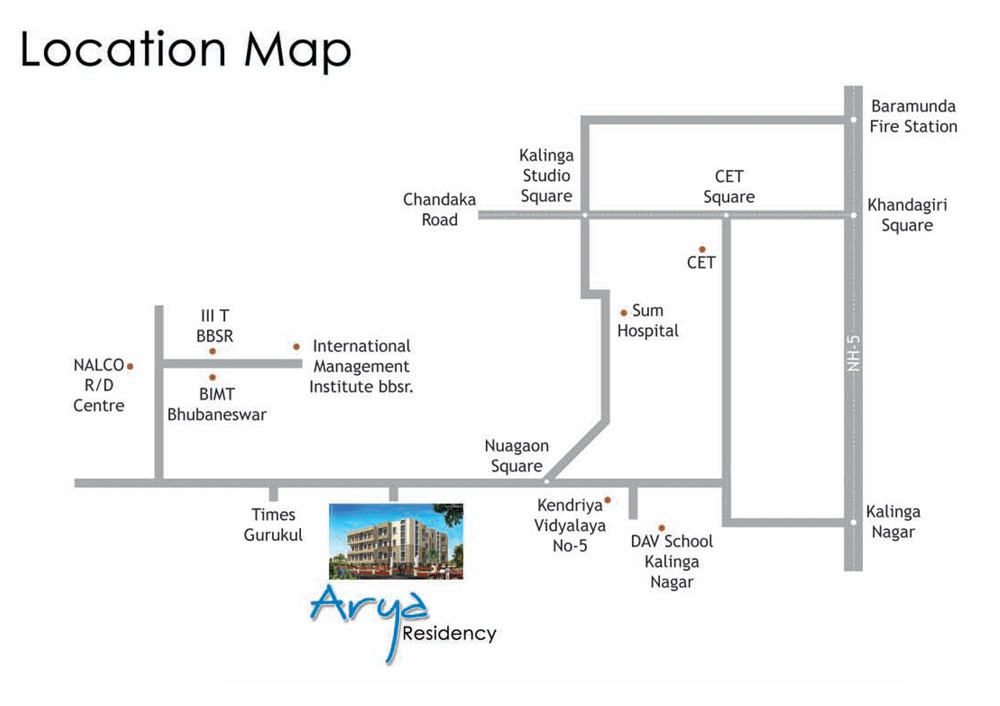 Location Map
Baramunda
Fire Station
Kalinga
Studio
Square
CET
Square
Chandaka
Road
Khandagiri
Square
CET
Sum
Hospital
III T
BBSR
International
Management
Institute bbsr.
NALCO
R/D
Centre
BIMT
Bhubaneswar
NH-5
Nuagaon
Square
Times
Gurukul
Kendriya
Vidyalaya
No-5
DAV School
Kalinga
Nagar
Kalinga
Nagar
Arya
Residency